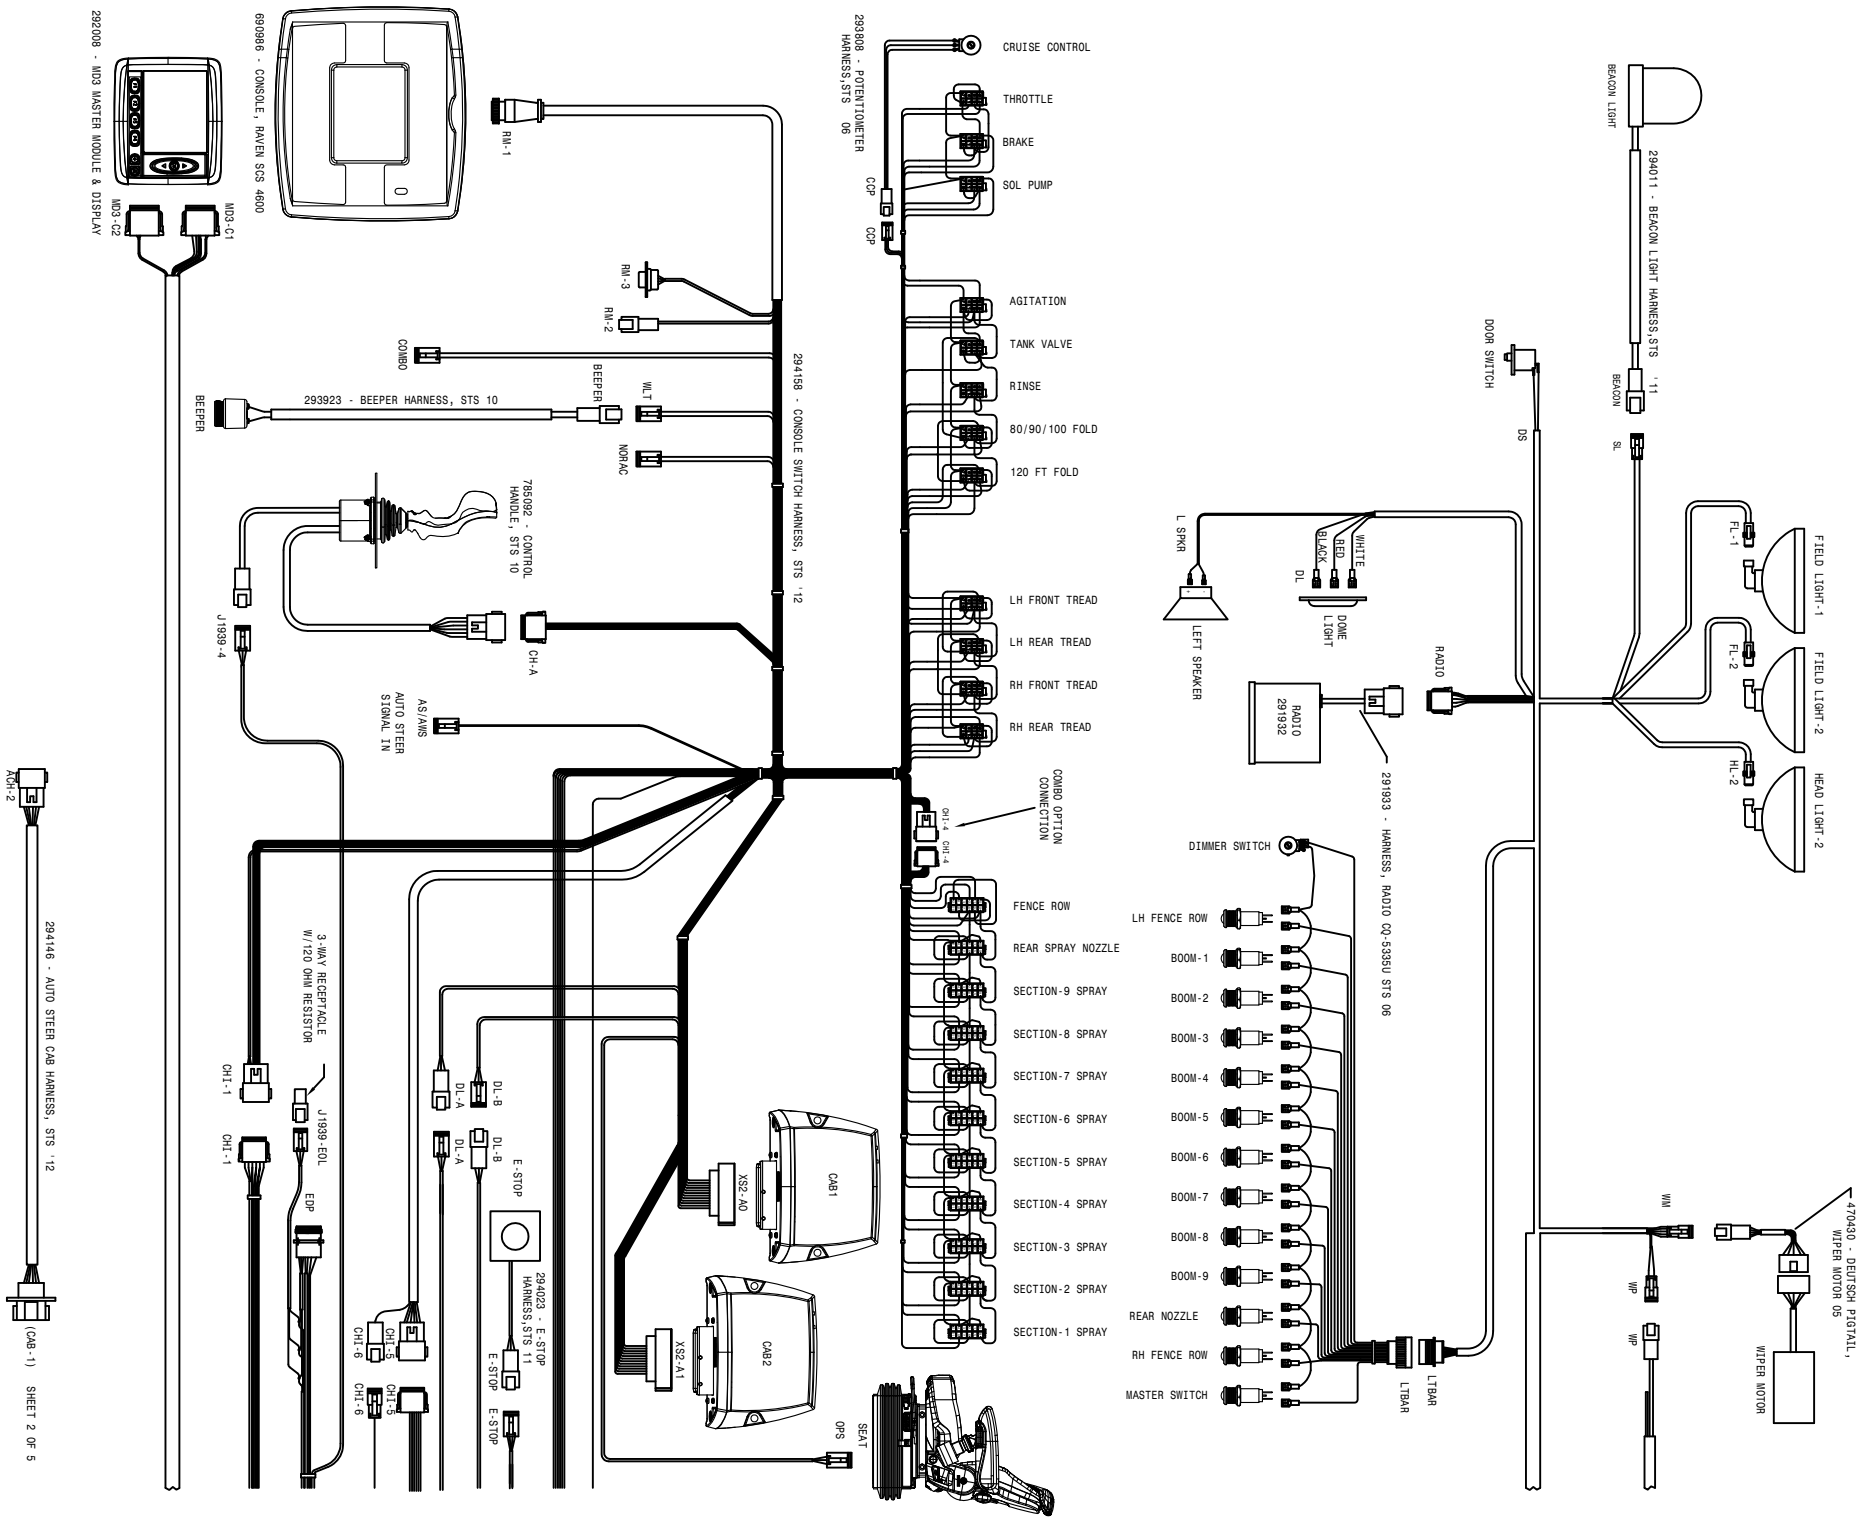 292008 - MD3 MASTER MODULE & DISPLAY
MD3-C2
MD3-C1
690986 - CONSOLE, RAVEN SCS 4600
RM-1
RM-3
RM-2
COMBO
BEEPER
293923 - BEEPER HARNESS, STS 10
BEEPER
WLT
NORAC
294158 - CONSOLE SWITCH HARNESS, STS '12
785092 - CONTROL
HANDLE, STS 10
J1939-4
CH-A
AS/AWS
AUTO STEER
SIGNAL IN
293808 - POTENTIOMETER
HARNESS,STS 06
CCP
CCP
CRUISE CONTROL
THROTTLE
BRAKE
SOL PUMP
AGITATION
TANK VALVE
RINSE
80/90/100 FOLD
120 FT FOLD
LH FRONT TREAD
LH REAR TREAD
RH FRONT TREAD
RH REAR TREAD
COMBO OPTION
CONNECTION
CHI-4
CHI-4
FENCE ROW
REAR SPRAY NOZZLE
SECTION-9 SPRAY
SECTION-8 SPRAY
SECTION-7 SPRAY
SECTION-6 SPRAY
SECTION-5 SPRAY
SECTION-4 SPRAY
SECTION-3 SPRAY
SECTION-2 SPRAY
SECTION-1 SPRAY
BEACON LIGHT
294011 - BEACON LIGHT HARNESS,STS '11
BEACON
SL
DOOR SWITCH
DS
FL-1
FIELD LIGHT-1
FL-2
FIELD LIGHT-2
HL-2
HEAD LIGHT-2
L SPKR
LEFT SPEAKER
BLACK
RED
WHITE
DL
DOME
LIGHT
RADIO
RADIO
291932
291933 - HARNESS, RADIO CQ-5335U STS 06
DIMMER SWITCH
LH FENCE ROW
BOOM-1
BOOM-2
BOOM-3
BOOM-4
BOOM-5
BOOM-6
BOOM-7
BOOM-8
BOOM-9
REAR NOZZLE
RH FENCE ROW
MASTER SWITCH
LTBAR
LTBAR
WM
WP
WP
470430 - DEUTSCH PIGTAIL,
WIPER MOTOR 05
WIPER MOTOR
ACH-2
294146 - AUTO STEER CAB HARNESS, STS '12
(CAB-1)
SHEET 2 OF 5
3-WAY RECEPTACLE
W/120 OHM RESISTOR
CHI-1
CHI-1
J1939-EOL
EDP
CHI-6
CHI-5
CHI-6
CHI-5
DL-A
DL-B
DL-A
DL-B
E-STOP
294023 - E-STOP
HARNESS,STS 11
E-STOP
E-STOP
XS2-A0
CAB1
XS2-A1
CAB2
OPS
SEAT